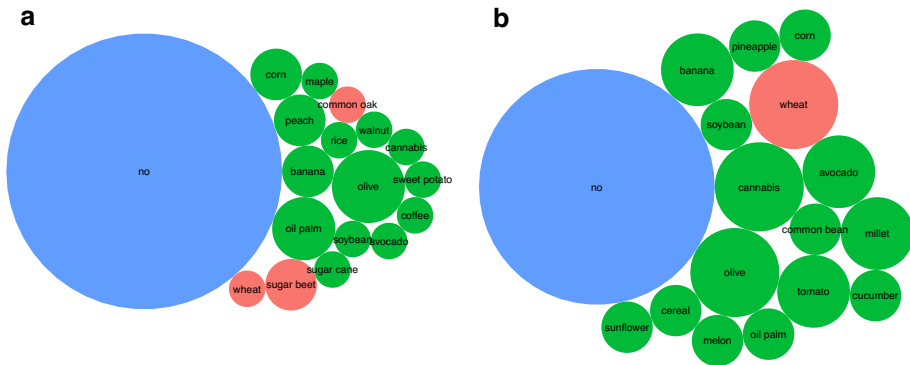 a
no
corn
maple
common oak
peach
walnut
rice
cannabis
banana
olive
sweet potato
coffee
oil palm
soybean
avocado
sugar cane
sugar beet
wheat
b
no
corn
pineapple
banana
wheat
soybean
avocado
cannabis
common bean
millet
olive
tomato
cucumber
cereal
sunflower
oil palm
melon